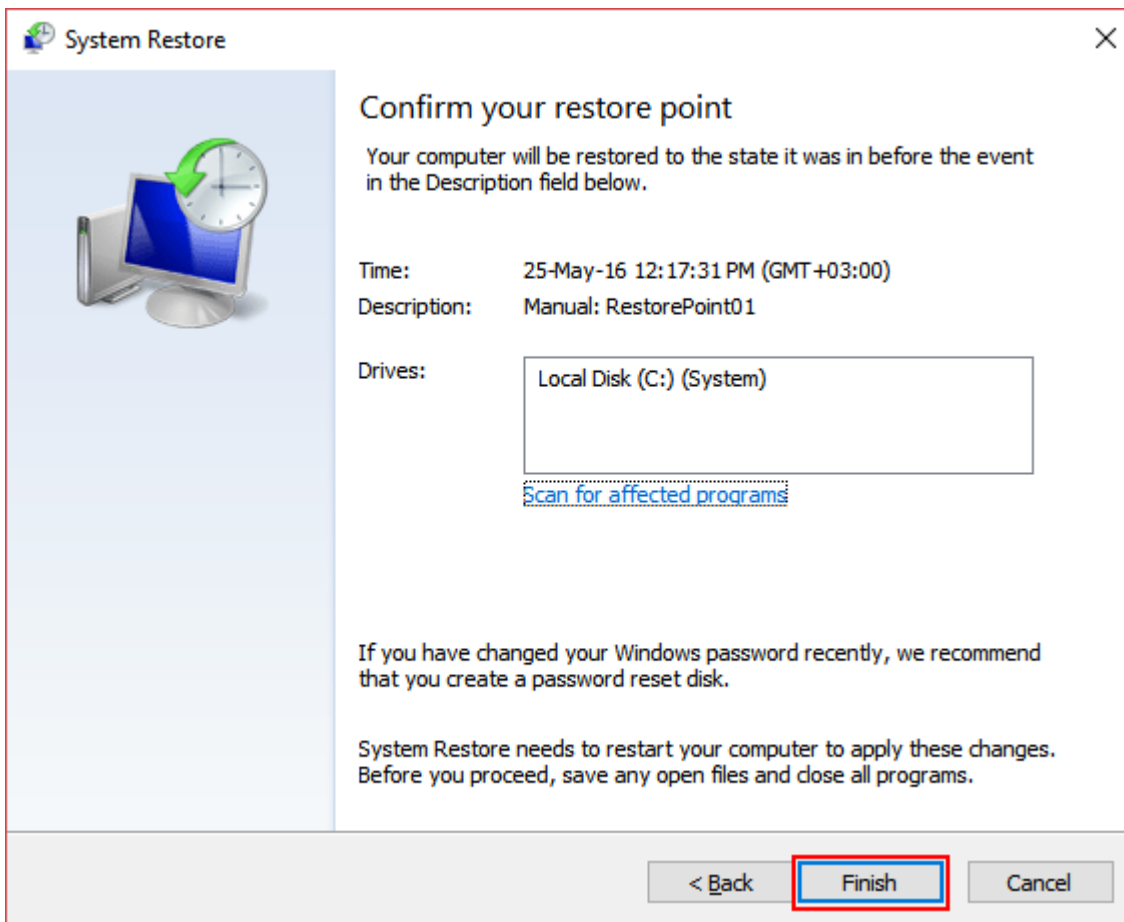 System Restore
Confirm your restore point
Your computer will be restored to the state it was in before the event
in the Description field below.
Time: 25-May-16 12:17:31 PM (GMT+03:00)
Description: Manual: RestorePoint01
Drives: Local Disk (C:) (System)
Scan for affected programs
If you have changed your Windows password recently, we recommend
that you create a password reset disk.
System Restore needs to restart your computer to apply these changes.
Before you proceed, save any open files and close all programs.
< Back Finish Cancel